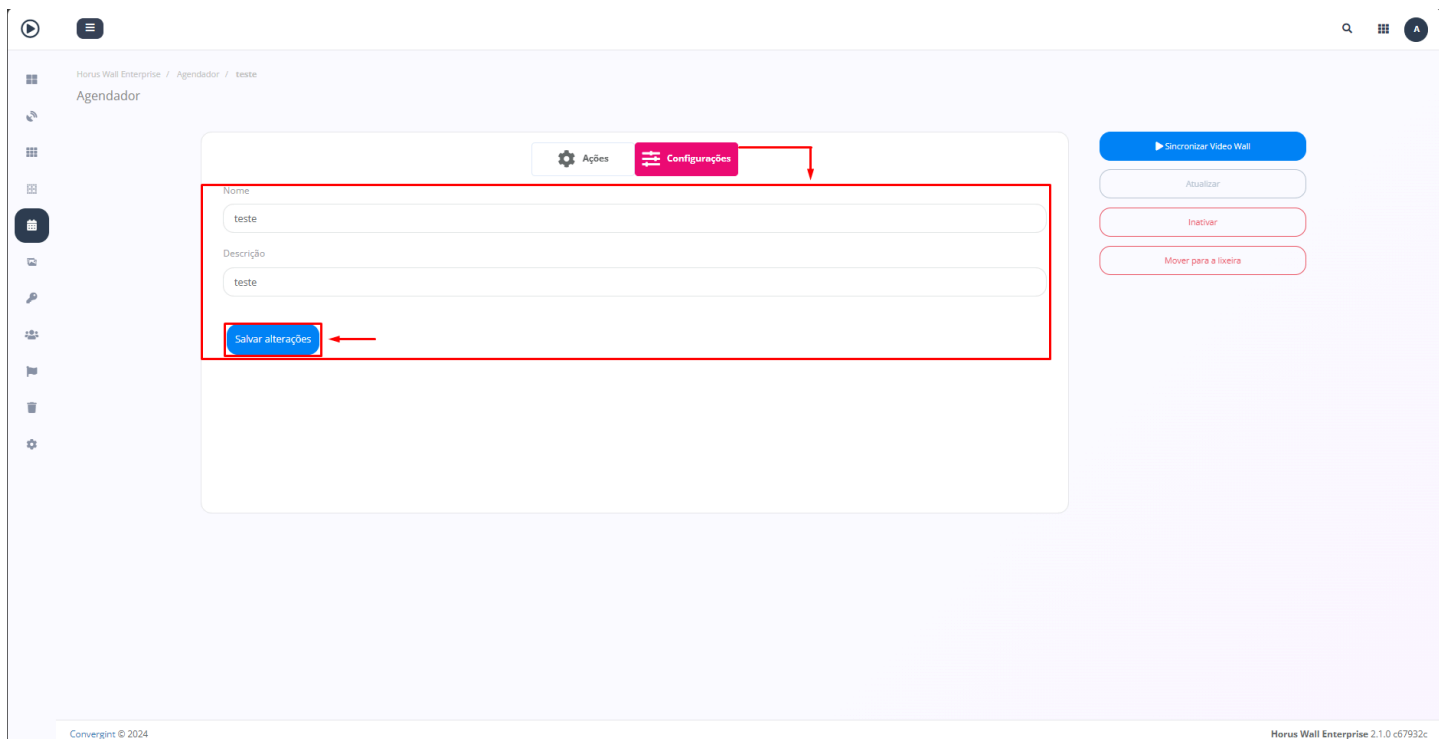 A
Horus Wall Enterprise / Agendador / teste
Agendador
Ações
Configurações
Sincronizar Video Wall
Atualizar
Inativar
Mover para a lixeira
Nome
teste
Descrição
teste
Salvar alterações
Convergint © 2024
Horus Wall Enterprise 2.1.0 c67932c